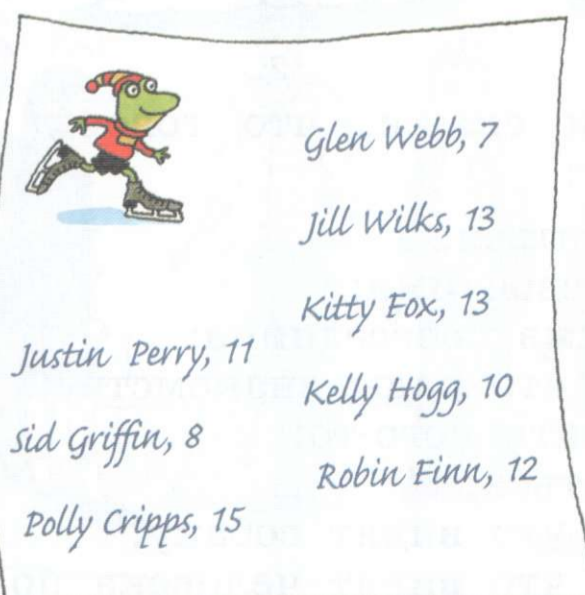 Glen Webb, 7
Jill Wilks, 13
Kitty Fox, 13
Justin Perry, 11
Kelly Hogg, 10
Sid Griffin, 8
Robin Finn, 12
Polly Cripps, 15